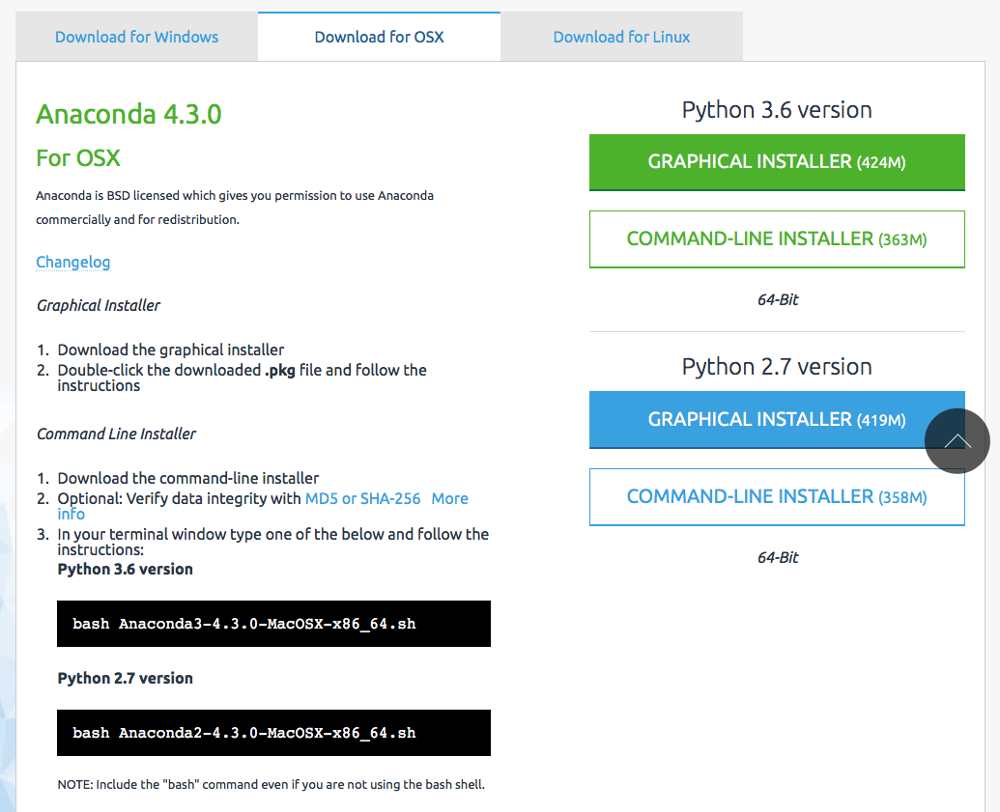 Download for Windows
Download for OSX
Download for Linux
Anaconda 4.3.0
For OSX
Anaconda is BSD licensed which gives you permission to use Anaconda
commercially and for redistribution.
Changelog
Graphical Installer
1. Download the graphical installer
2. Double-click the downloaded .pkg file and follow the
instructions
Command Line Installer
1. Download the command-line installer
2. Optional: Verify data integrity with MD5 or SHA-256 More
info
3. In your terminal window type one of the below and follow the
instructions:
Python 3.6 version
bash Anaconda3-4.3.0-MacOSX-x86_64.sh
Python 2.7 version
bash Anaconda2-4.3.0-MacOSX-x86_64.sh
NOTE: Include the "bash" command even if you are not using the bash shell.
Python 3.6 version
GRAPHICAL INSTALLER (424M)
COMMAND-LINE INSTALLER (363M)
64-Bit
Python 2.7 version
GRAPHICAL INSTALLER (419M)
COMMAND-LINE INSTALLER (358M)
64-Bit